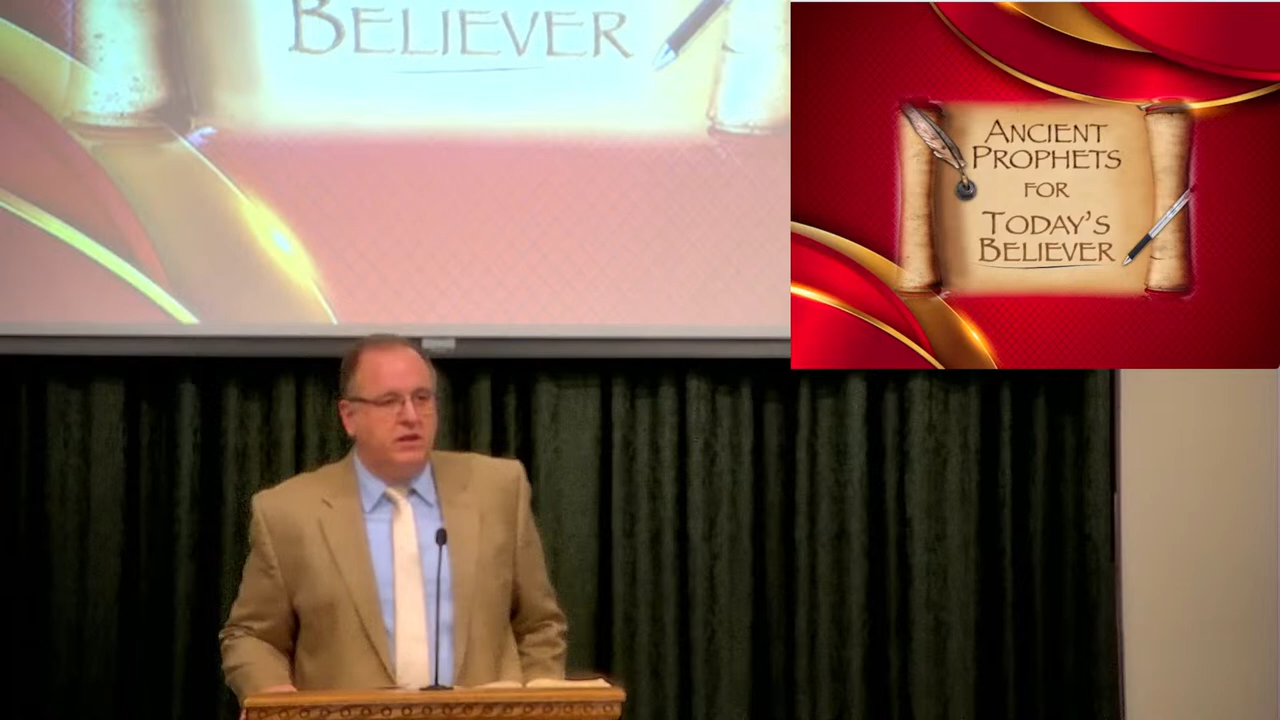 BELIEVER
ANCIENT
PROPHETS
FOR
TODAY'S
BELIEVER